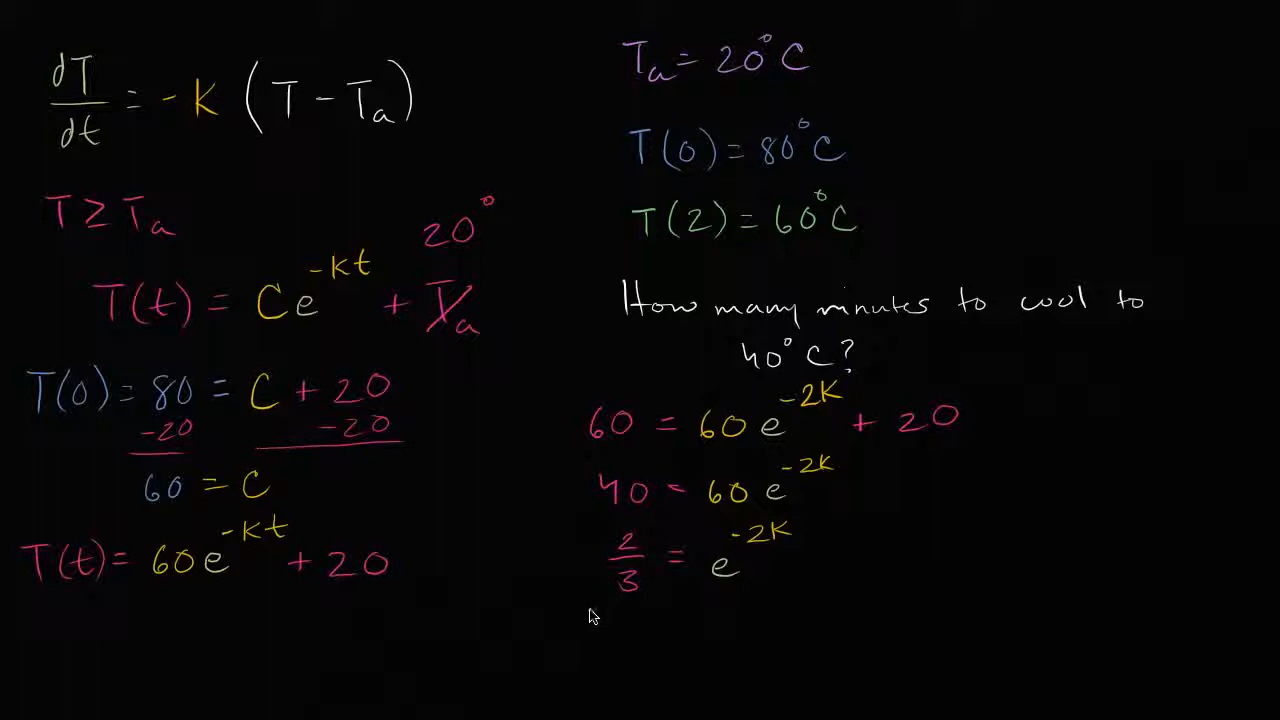 dT/dt = -k (T - Ta)
T ≥ Ta
20°
T(t) = Ce^-kt + Ta
T(0) = 80 = C + 20
-20 -20
60 = C
T(t) = 60e^-kt + 20
Ta = 20°C
T(0) = 80°C
T(2) = 60°C
How many minutes to cool to
40° C?
60 = 60e^-2k + 20
40 = 60e^-2k
2/3 = e^-2k